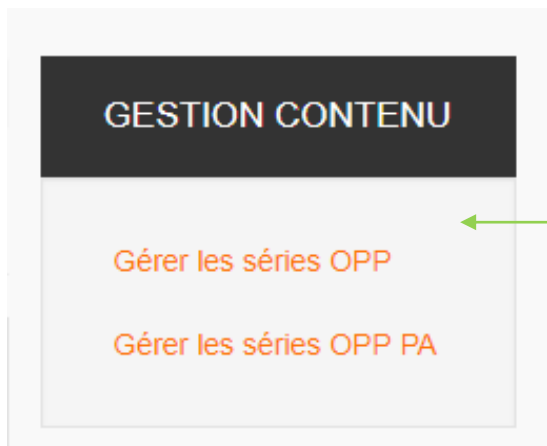 GESTION CONTENU
Gérer les séries OPP
Gérer les séries OPP PA